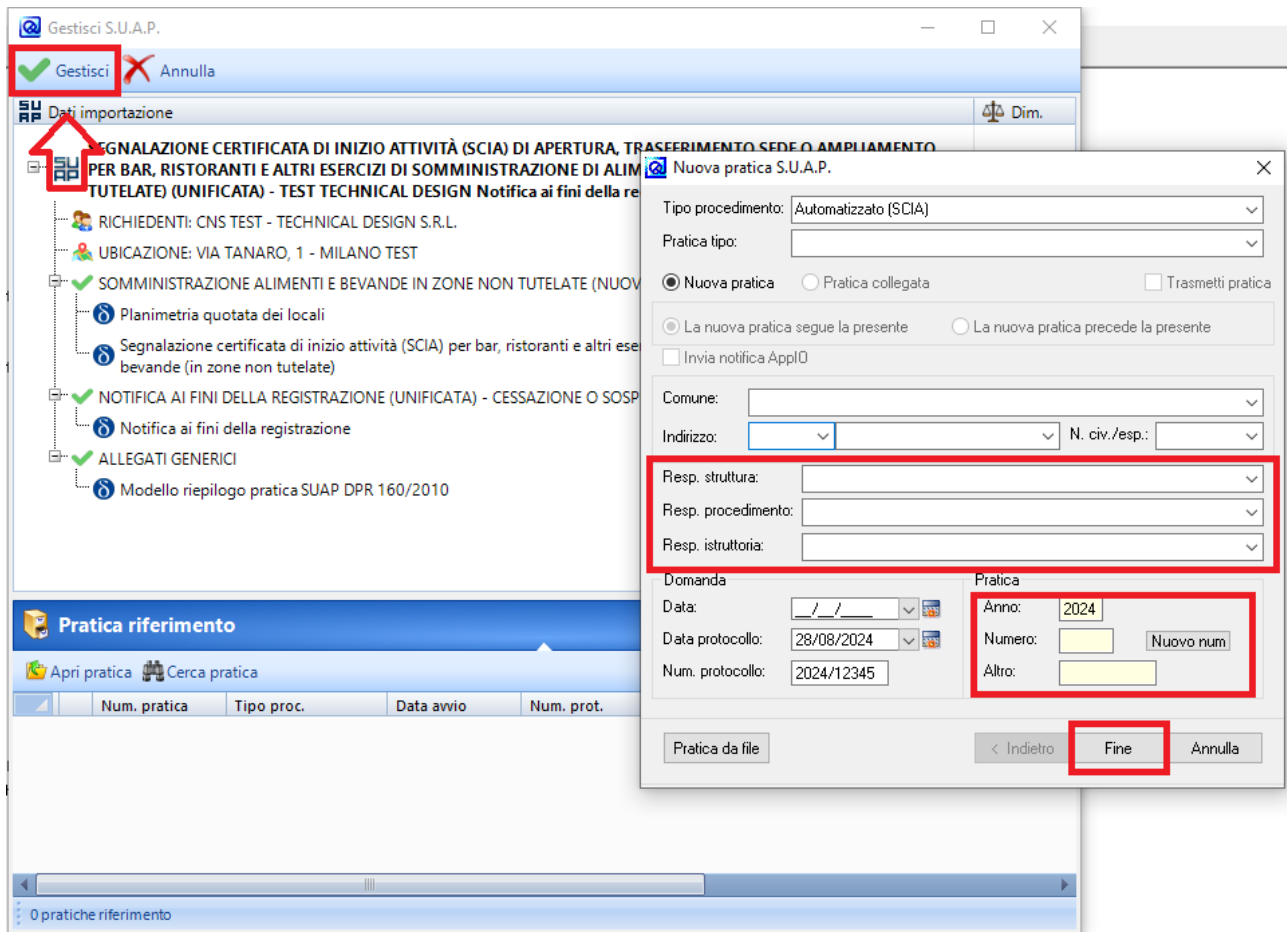 Gestisci S.U.A.P.
Gestisci
Annulla
Dati importazione
Dim.
SEGNALAZIONE CERTIFICATA DI INIZIO ATTIVITÀ (SCIA) DI APERTURA, TRASFERIMENTO SEDE O AMPLIAMENTO
PER BAR, RISTORANTI E ALTRI ESERCIZI DI SOMMINISTRAZIONE DI
TUTELATE) (UNIFICATA) - TEST TECHNICAL DESIGN Notifica ai fini della
RICHIEDENTI: CNS TEST - TECHNICAL DESIGN S.R.L.
UBICAZIONE: VIA TANARO, 1 - MILANO TEST
SOMMINISTRAZIONE ALIMENTI E BEVANDE IN ZONE NON TUTELATE
Planimetria quotata dei locali
Segnalazione certificata di inizio attività (SCIA) per bar, ristoranti e altri
bevande (in zone non tutelate)
NOTIFICA AI FINI DELLA REGISTRAZIONE (UNIFICATA) - CESSAZIONE O
Notifica ai fini della registrazione
ALLEGATI GENERICI
Modello riepilogo pratica SUAP DPR 160/2010
Pratica riferimento
Apri pratica
Cerca pratica
Num. pratica
Tipo proc.
Data avvio
Num. prot.
0 pratiche riferimento
Nuova pratica S.U.A.P.
Tipo procedimento: Automatizzato (SCIA)
Pratica tipo:
Nuova pratica
Pratica collegata
Trasmetti pratica
La nuova pratica segue la presente
La nuova pratica precede la presente
Invia notifica AppIO
Comune:
Indirizzo:
N. civ./esp.:
Resp. struttura:
Resp. procedimento:
Resp. istruttoria:
Domanda
Data: __/__/____
Data protocollo: 28/08/2024
Num. protocollo: 2024/12345
Pratica
Anno: 2024
Numero:
Nuovo num
Altro:
Pratica da file
< Indietro
Fine
Annulla